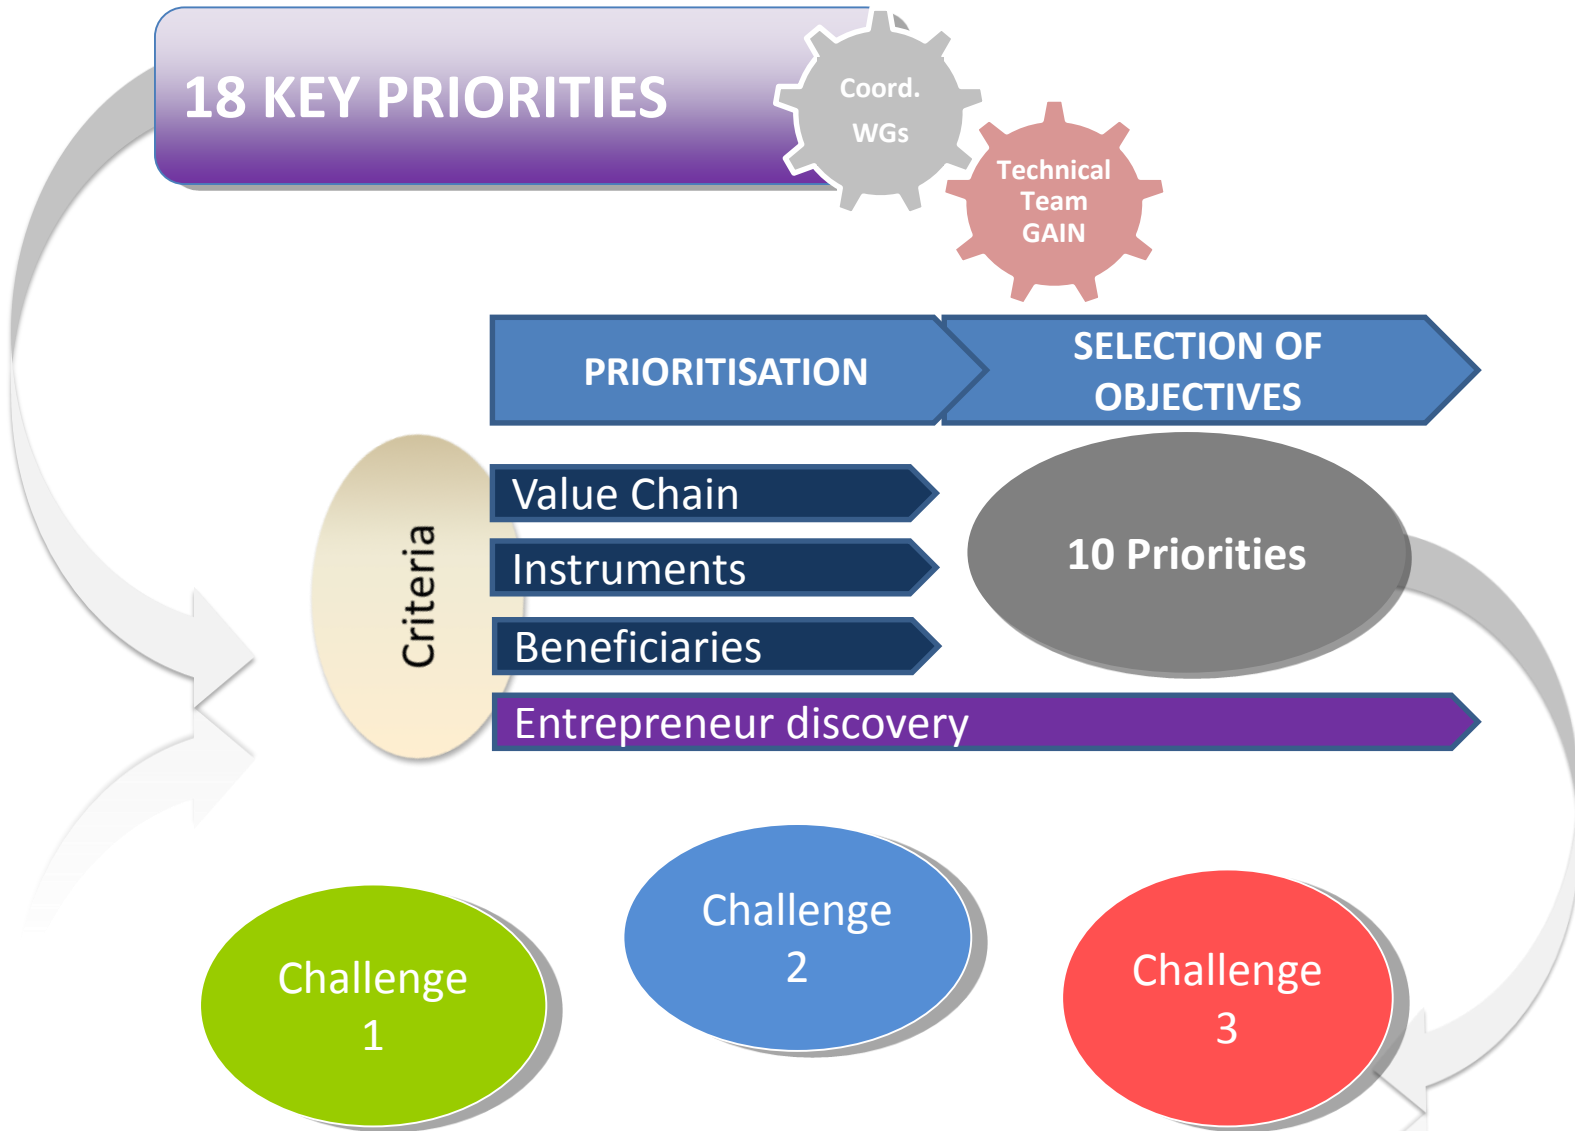 18 KEY PRIORITIES
Coord.
WGs
Technical
Team
GAIN
PRIORITISATION
SELECTION OF
OBJECTIVES
Criteria
Value Chain
Instruments
Beneficiaries
Entrepreneur discovery
10 Priorities
Challenge
1
Challenge
2
Challenge
3